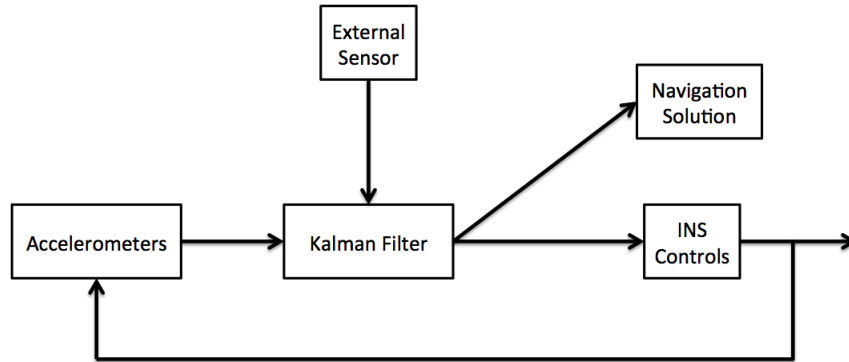 External
Sensor
Navigation
Solution
Accelerometers
Kalman Filter
INS
Controls